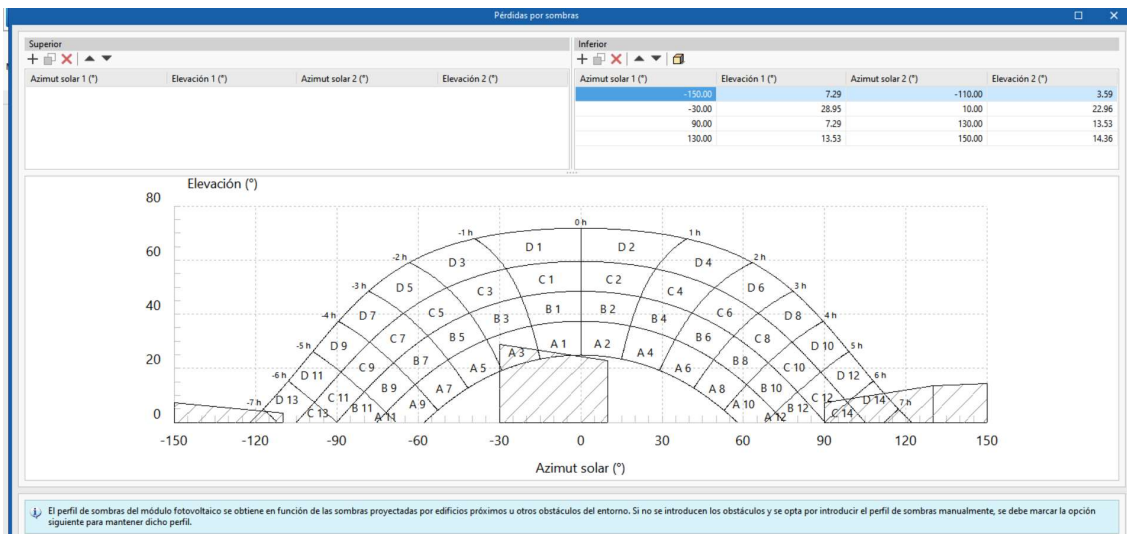 Pérdidas por sombras
Superior
Inferior
Azimut solar 1 (°) Elevación 1 (°) Azimut solar 2 (°) Elevación 2 (°)
Azimut solar 1 (°) Elevación 1 (°) Azimut solar 2 (°) Elevación 2 (°)
-150.00 7.29 -110.00 3.59
-30.00 28.95 10.00 22.96
90.00 7.29 130.00 13.53
130.00 13.53 150.00 14.36
Elevación (°)
80
0 h
-1 h 1 h
D 1 D 2
60
-2 h D 3 D 4 2 h
C 1 C 2
-3 h D 5 C 3 C 4 D 6 3 h
40
B 1 B 2
-4 h D 7 C 5 B 3 B 4 C 6 D 8 4 h
C 7 B 5 A 1 A 2 B 6 C 8
-5 h D 9 A 3 A 4 D 10 5 h
20
C 9 B 7 A 5 A 6 B 8 C 10
-6 h D 11 B 9 A 7 A 8 B 10 D 12 6 h
-7 h D 13 C 11 A 9 A 10 C 12 D 14 7 h
C 13 B 11 A 11 A 12 B 12 C 14
0
-150 -120 -90 -60 -30 0 30 60 90 120 150
Azimut solar (°)
El perfil de sombras del módulo fotovoltaico se obtiene en función de las sombras proyectadas por edificios próximos u otros obstáculos del entorno. Si no se introducen los obstáculos y se opta por introducir el perfil de sombras manualmente, se debe marcar la opción
siguiente para mantener dicho perfil.